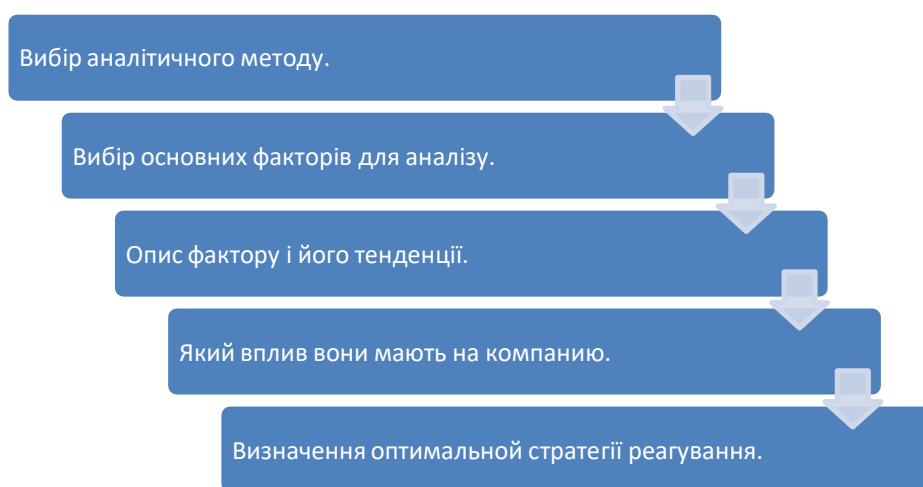 Вибір аналітичного методу.
Вибір основних факторів для аналізу.
Опис фактору і його тенденції.
Який вплив вони мають на компанію.
Визначення оптимальной стратегії реагування.